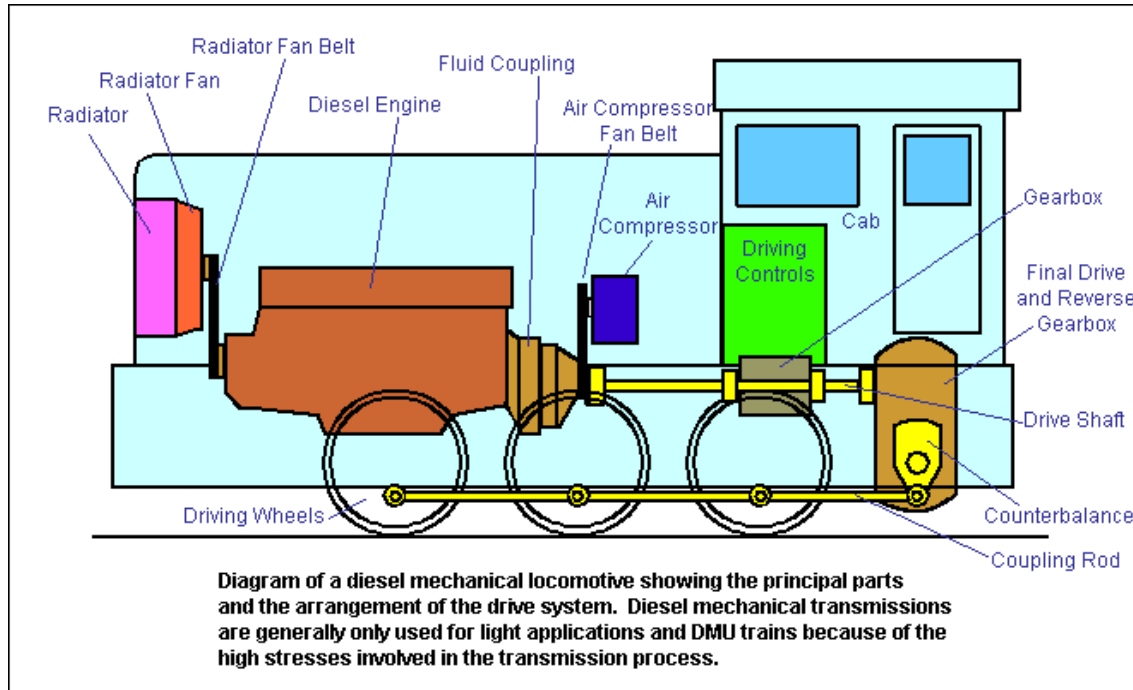 Radiator Fan Belt
Radiator Fan
Radiator
Diesel Engine
Fluid Coupling
Air Compressor
Fan Belt
Air
Compressor
Cab
Driving
Controls
Gearbox
Final Drive
and Reverse
Gearbox
Drive Shaft
Driving Wheels
Counterbalance
Coupling Rod
Diagram of a diesel mechanical locomotive showing the principal parts
and the arrangement of the drive system.  Diesel mechanical transmissions
are generally only used for light applications and DMU trains because of the
high stresses involved in the transmission process.